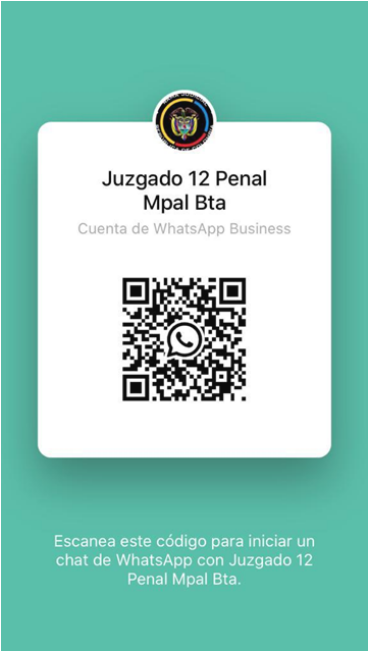 Juzgado 12 Penal
Mpal Bta
Cuenta de WhatsApp Business
Escanea este código para iniciar un
chat de WhatsApp con Juzgado 12
Penal Mpal Bta.